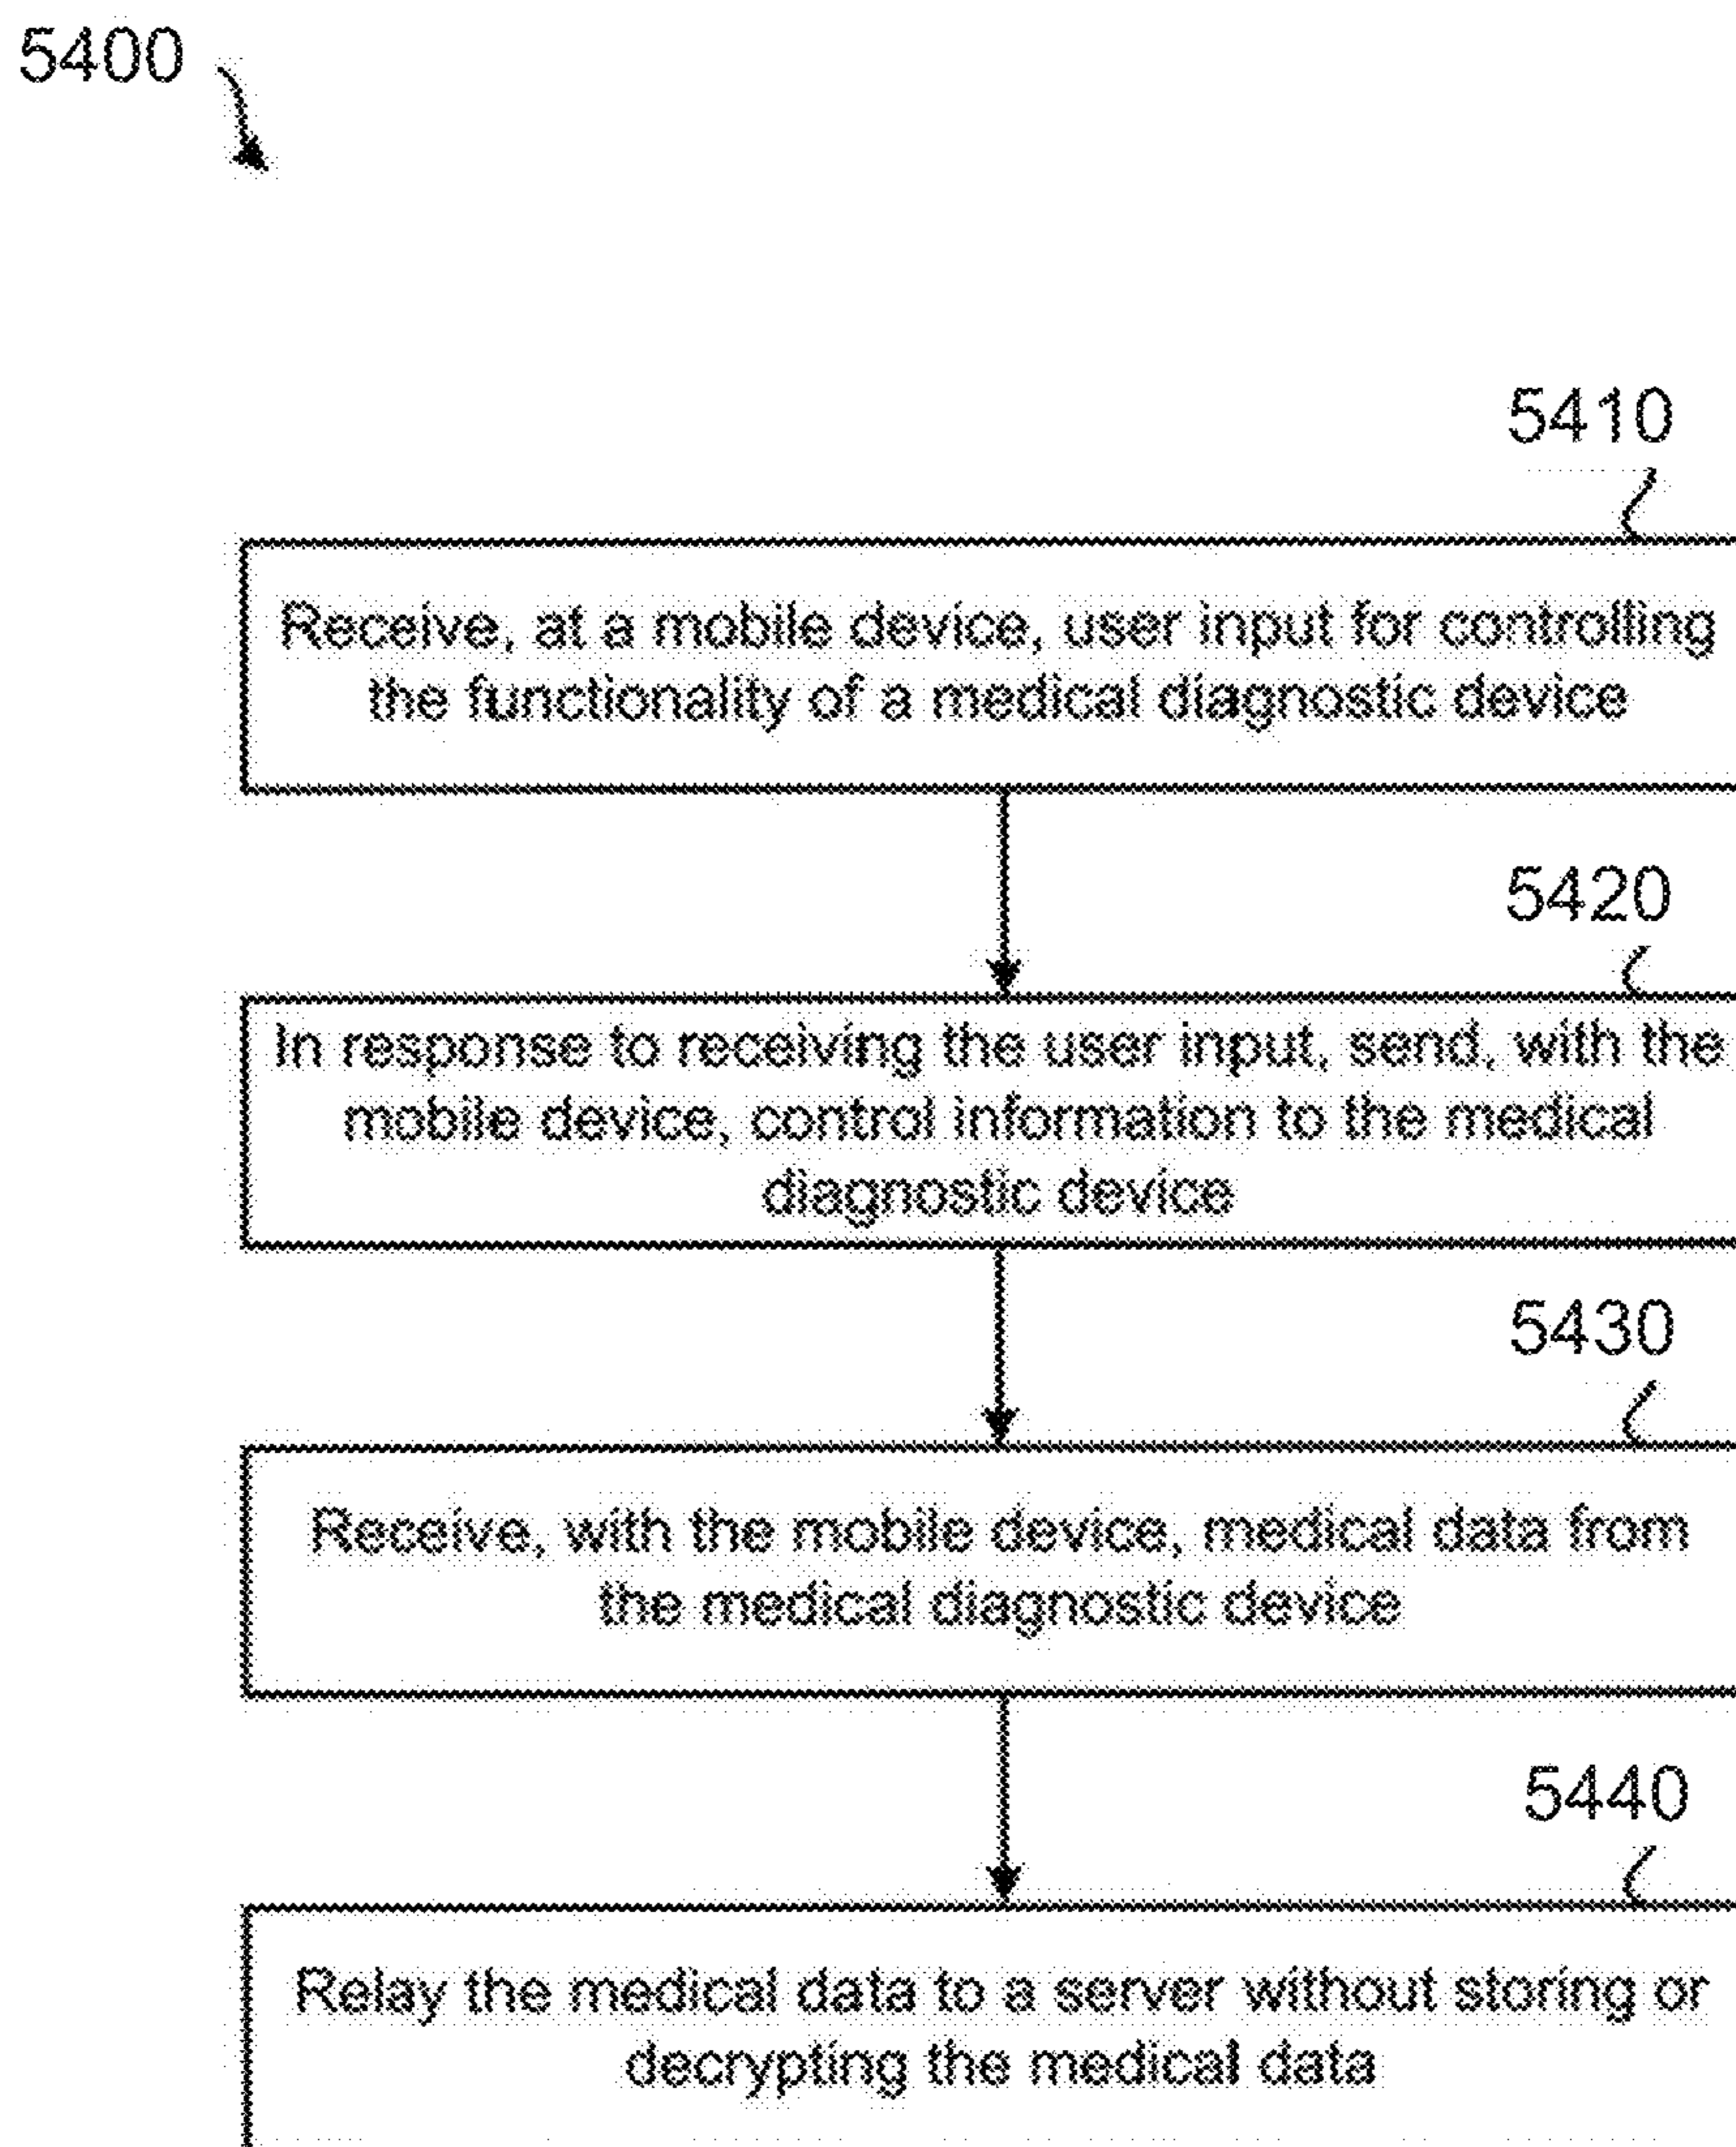 5400
5410
Receive, at a mobile device, user input for controlling
the functionality of a medical diagnostic device
5420
In response to receiving the user input, send, with the
mobile device, control information to the medical
diagnostic device
5430
Receive, with the mobile device, medical data from
the medical diagnostic device
5440
Relay the medical data to a server without storing or
decrypting the medical data